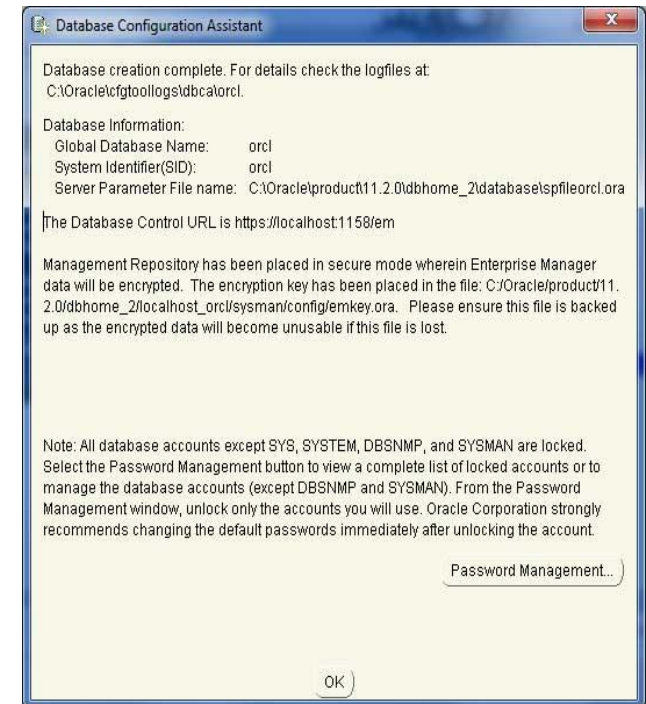 Database Configuration Assistant
Database creation complete. For details check the logfiles at:
C:\Oracle\cfgtoollogs\dbca\orcl.
Database Information:
Global Database Name: orcl
System Identifier(SID): orcl
Server Parameter File name: C:\Oracle\product\11.2.0\dbhome_2\database\spfileorcl.ora
The Database Control URL is https://localhost:1158/em
Management Repository has been placed in secure mode wherein Enterprise Manager
data will be encrypted. The encryption key has been placed in the file: C:/Oracle/product/11.
2.0/dbhome_2/localhost_orcl/sysman/config/emkey.ora. Please ensure this file is backed
up as the encrypted data will become unusable if this file is lost.
Note: All database accounts except SYS, SYSTEM, DBSNMP, and SYSMAN are locked.
Select the Password Management button to view a complete list of locked accounts or to
manage the database accounts (except DBSNMP and SYSMAN). From the Password
Management window, unlock only the accounts you will use. Oracle Corporation strongly
recommends changing the default passwords immediately after unlocking the account.
Password Management...
OK